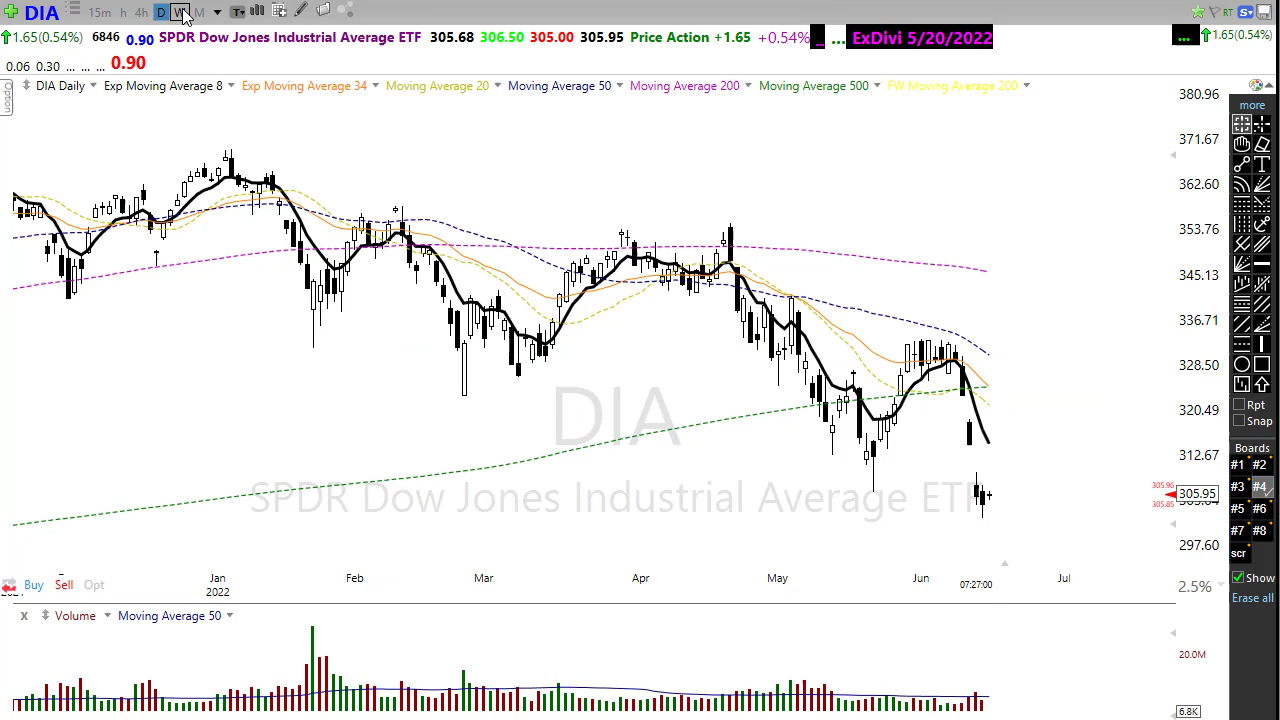 DIA 15m h 4h D W M T RT S
1.65(0.54%) 6846 0.90 SPDR Dow Jones Industrial Average ETF 305.68 306.50 305.00 305.95 Price Action +1.65 +0.54% ... ... ExDivi 5/20/2022 ... 1.65(0.54%)
0.06 0.30 ... ... ... 0.90
Option
DIA Daily Exp Moving Average 8 Exp Moving Average 34 Moving Average 20 Moving Average 50 Moving Average 200 Moving Average 500 FW Moving Average 200
380.96
371.67
362.60
353.76
345.13
336.71
328.50
320.49
312.67
305.96
305.95
305.85
297.60
DIA
SPDR Dow Jones Industrial Average ETF
Jan Feb Mar Apr May Jun Jul
2022 07:27:00
Buy Sell Opt 2.5%
X Volume Moving Average 50
20.0M
6.8K
more
T
Rpt
Snap
Boards
#1 #2
#3 #4
#5 #6
#7 #8
scr
Show
Erase all